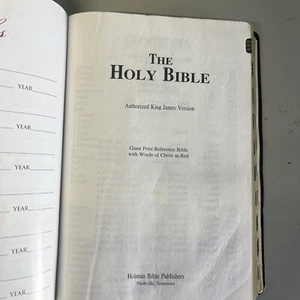 YEAR
YEAR
YEAR
YEAR
YEAR
YEAR
YEAR
THE
HOLY BIBLE
Authorized King James Version
Giant Print Reference Bible
with Words of Christ in Red
Holman Bible Publishers
Nashville, Tennessee